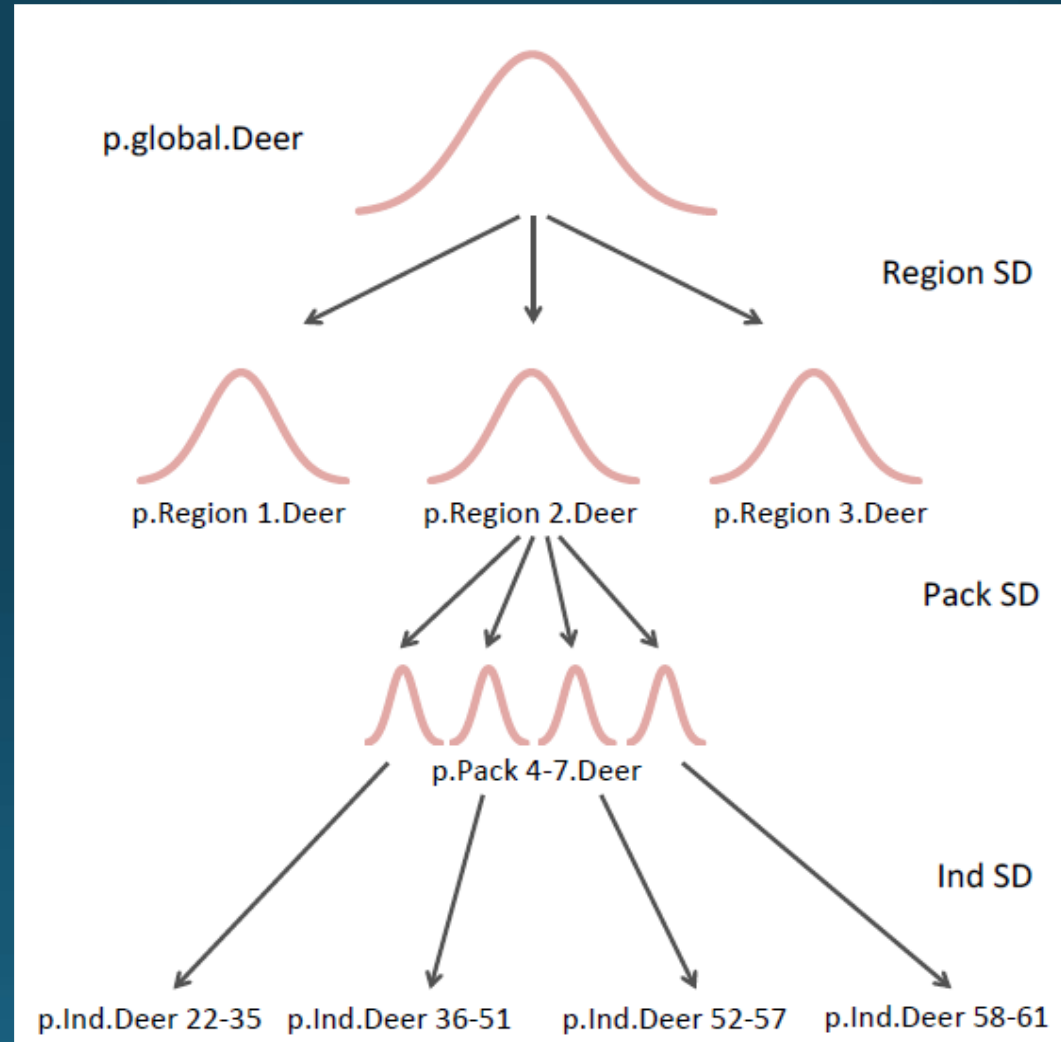 p.global.Deer
Region SD
p.Region 1.Deer
p.Region 2.Deer
p.Region 3.Deer
Pack SD
p.Pack 4-7.Deer
Ind SD
p.Ind.Deer 22-35
p.Ind.Deer 36-51
p.Ind.Deer 52-57
p.Ind.Deer 58-61